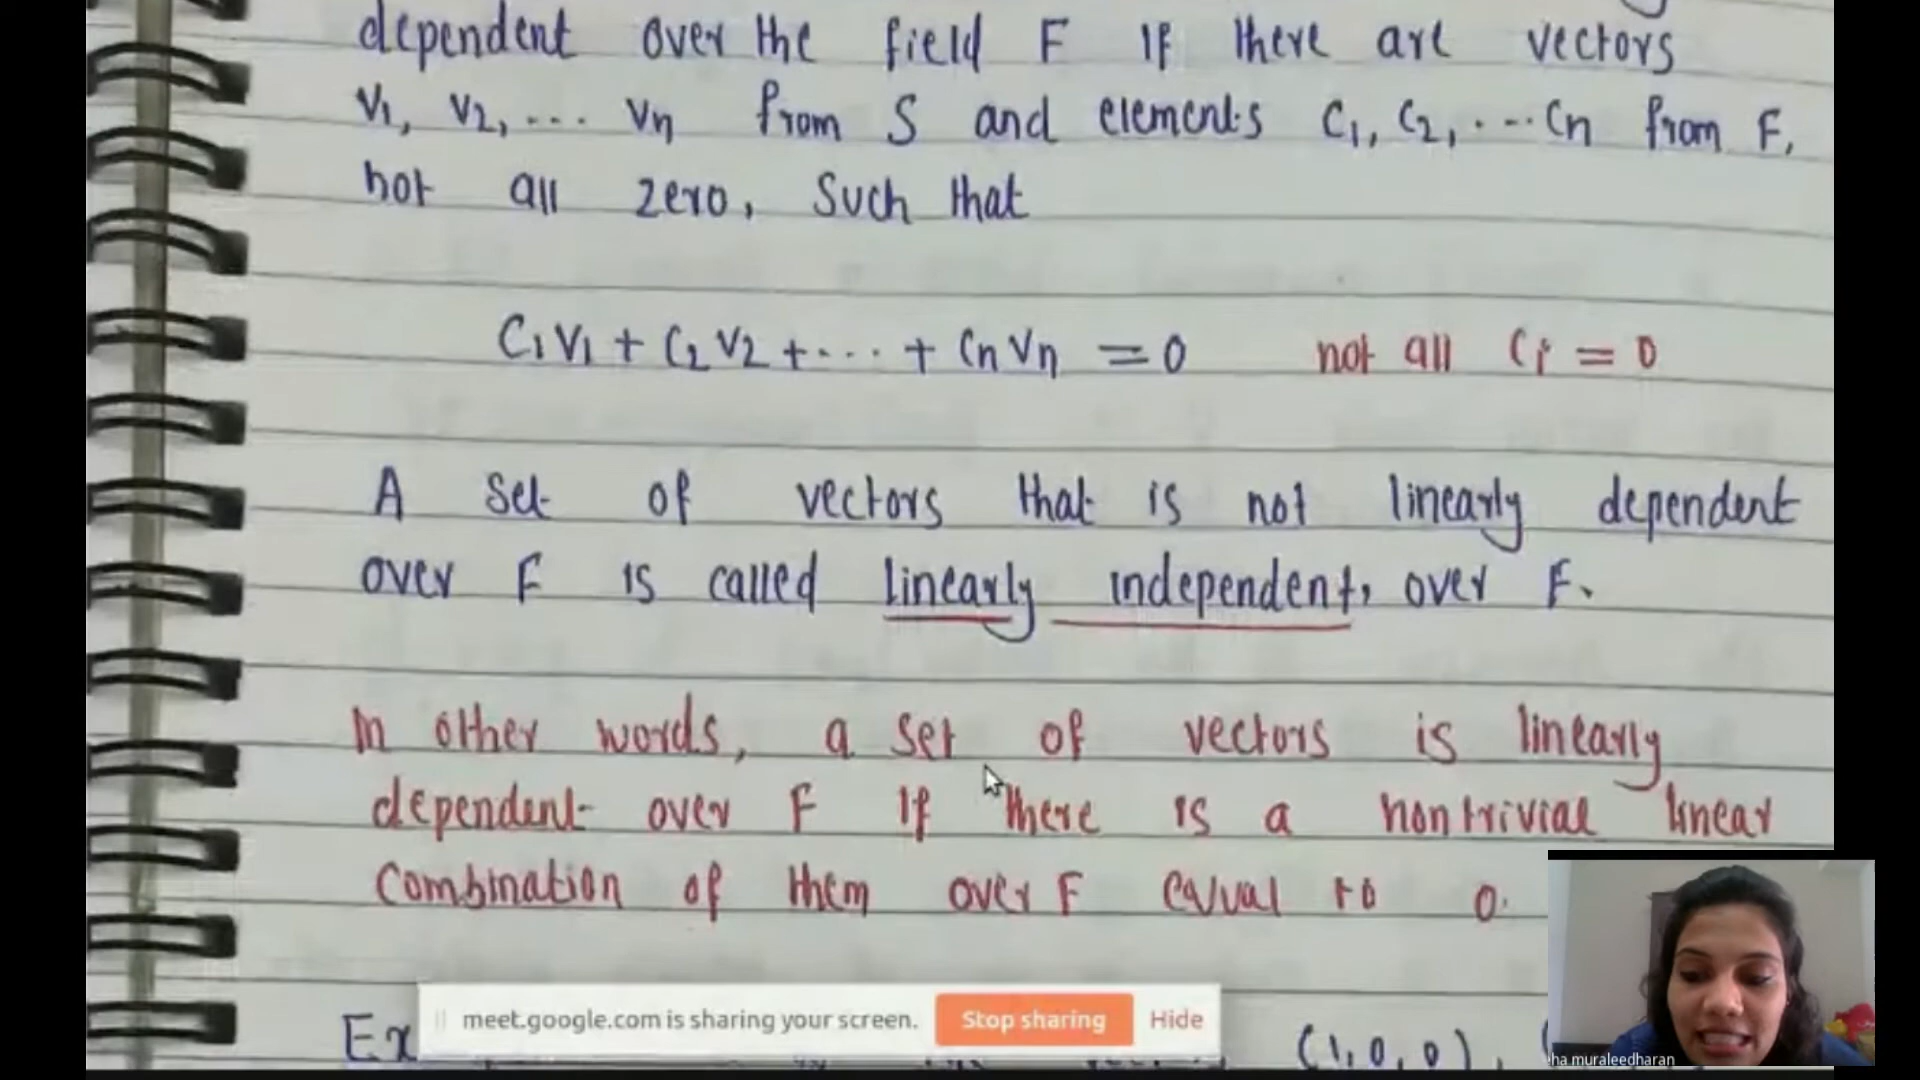 dependent over the field F if there are vectors
v1, v2, ... vn from S and elements c1, c2, ... cn from F,
not all zero, such that
C1V1 + C2V2 + ... + CnVn = 0 not all Ci = 0
A set of vectors that is not linearly dependent
over F is called linearly independent, over F.
In other words, a set of vectors is linearly
dependent over F if there is a nontrivial linear
combination of them over F equal to 0.
Ex (1,0,0),
meet.google.com is sharing your screen. Stop sharing Hide
eha muraleedharan